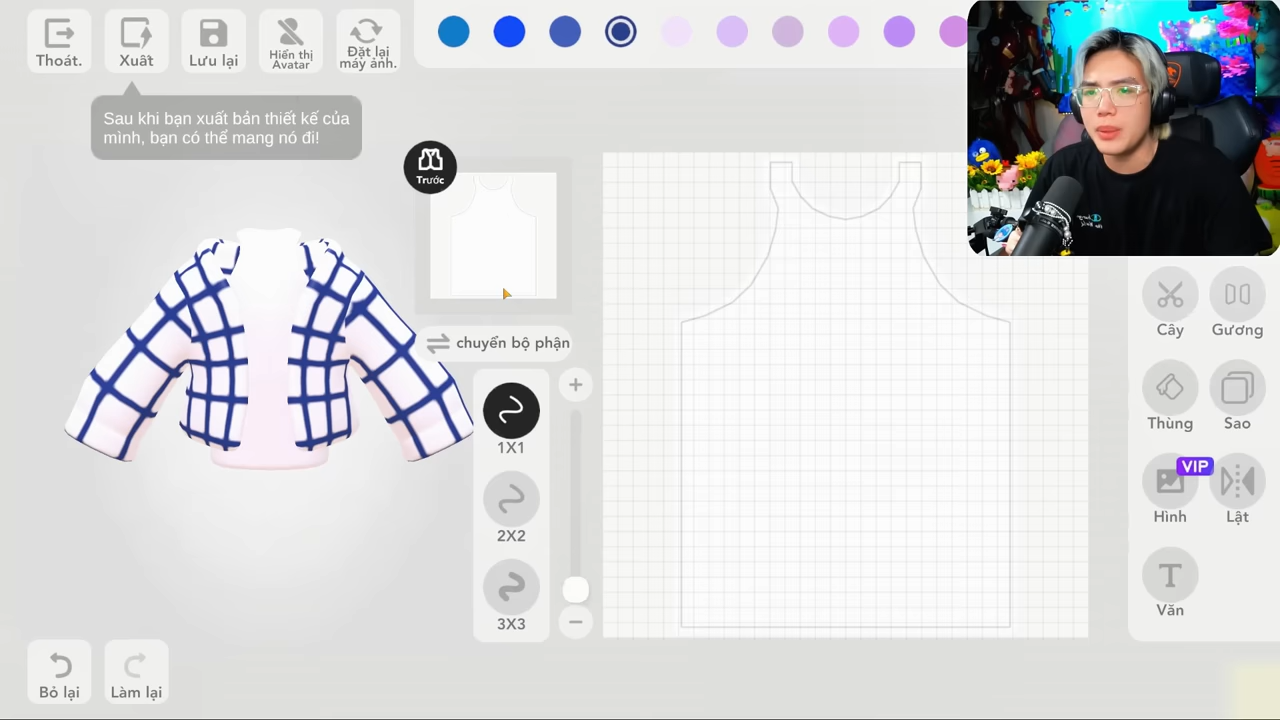 Thoát.
Xuất
Lưu lại
Hiển thị
Avatar
Đặt lại
máy ảnh.
Sau khi bạn xuất bản thiết kế của
mình, bạn có thể mang nó đi!
Trước
chuyển bộ phận
1X1
2X2
3X3
Cây
Gương
Thùng
Sao
VIP
Hình
Lật
T
Văn
Bỏ lại
Làm lại